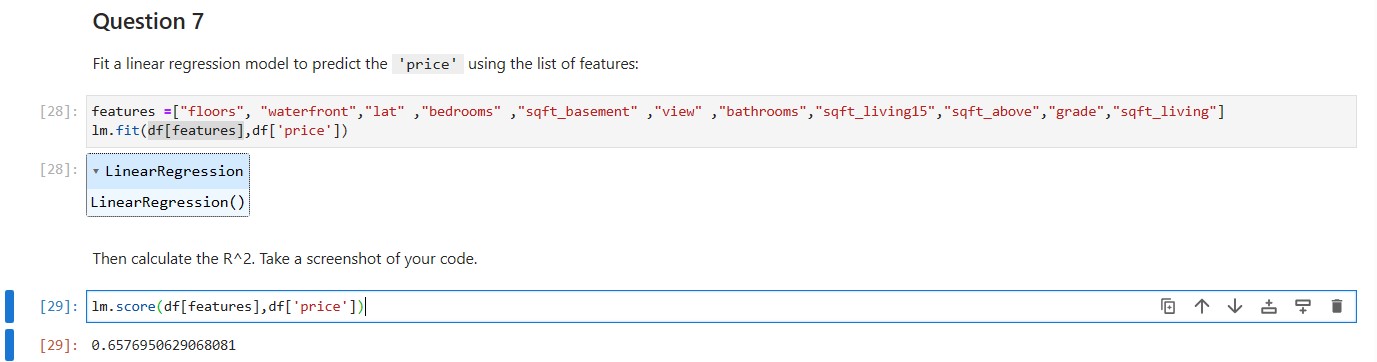 Question 7
Fit a linear regression model to predict the 'price' using the list of features:
[28]: features =["floors", "waterfront","lat" ,"bedrooms" ,"sqft_basement" ,"view" ,"bathrooms","sqft_living15","sqft_above","grade","sqft_living"]
lm.fit(df[features],df['price'])
[28]: ▾ LinearRegression
LinearRegression()
Then calculate the R^2. Take a screenshot of your code.
[29]: lm.score(df[features],df['price'])
[29]: 0.6576950629068081